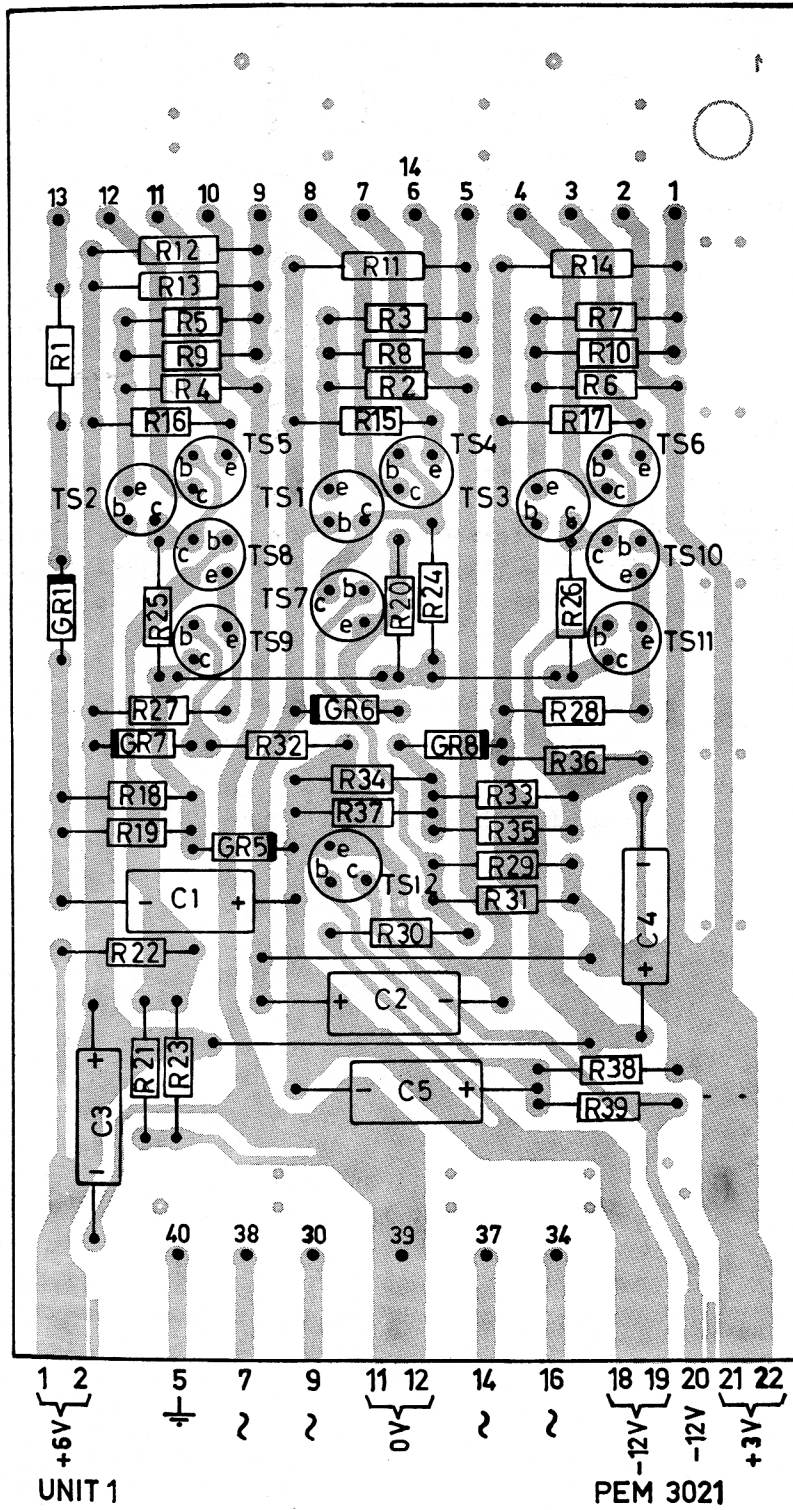 14
13 12 11 10 9 8 7 6 5 4 3 2 1
R12 R11 R14
R13
R5 R3 R7
R1 R9 R8 R10
R4 R2 R6
R16 R15 R17
TS5 TS4 TS6
b e b e b e
TS2 e c TS1 e c TS3 e c
b c b c b c
c b TS8 c b TS10
e e
GR1 R25 TS7 c b R20 R24 R26
e
b e TS9 b e TS11
c c
R27 GR6 R28
GR7 R32 GR8 R36
R18 R34 R33
R19 R37 R35
GR5 e R29
b c TS12
- C1 + R31 - C4 +
R22 R30
+ C2 -
+ C3 - R21 R23 R38
- C5 + R39
40 38 30 39 37 34
1 2 5 7 9 11 12 14 16 18 19 20 21 22
+6V ~ ~ 0V ~ ~ -12V -12V +3V
UNIT 1 PEM 3021